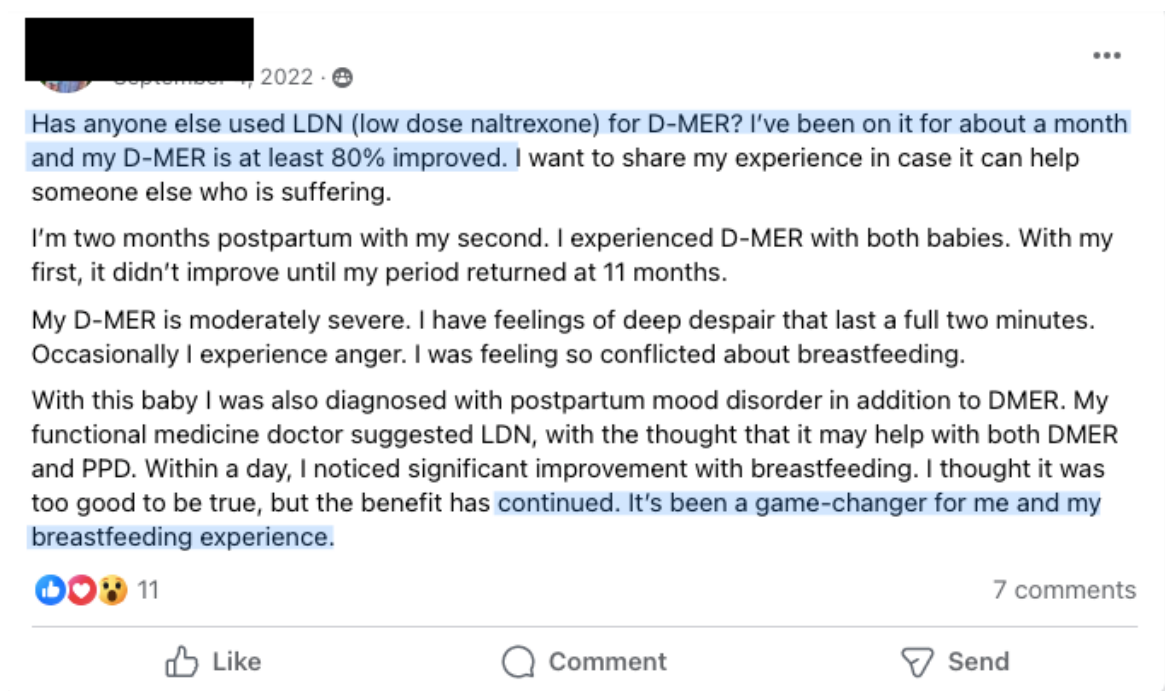 2022 ·
Has anyone else used LDN (low dose naltrexone) for D-MER? I've been on it for about a month
and my D-MER is at least 80% improved. I want to share my experience in case it can help
someone else who is suffering.
I'm two months postpartum with my second. I experienced D-MER with both babies. With my
first, it didn't improve until my period returned at 11 months.
My D-MER is moderately severe. I have feelings of deep despair that last a full two minutes.
Occasionally I experience anger. I was feeling so conflicted about breastfeeding.
With this baby I was also diagnosed with postpartum mood disorder in addition to DMER. My
functional medicine doctor suggested LDN, with the thought that it may help with both DMER
and PPD. Within a day, I noticed significant improvement with breastfeeding. I thought it was
too good to be true, but the benefit has continued. It's been a game-changer for me and my
breastfeeding experience.
11 7 comments
Like Comment Send